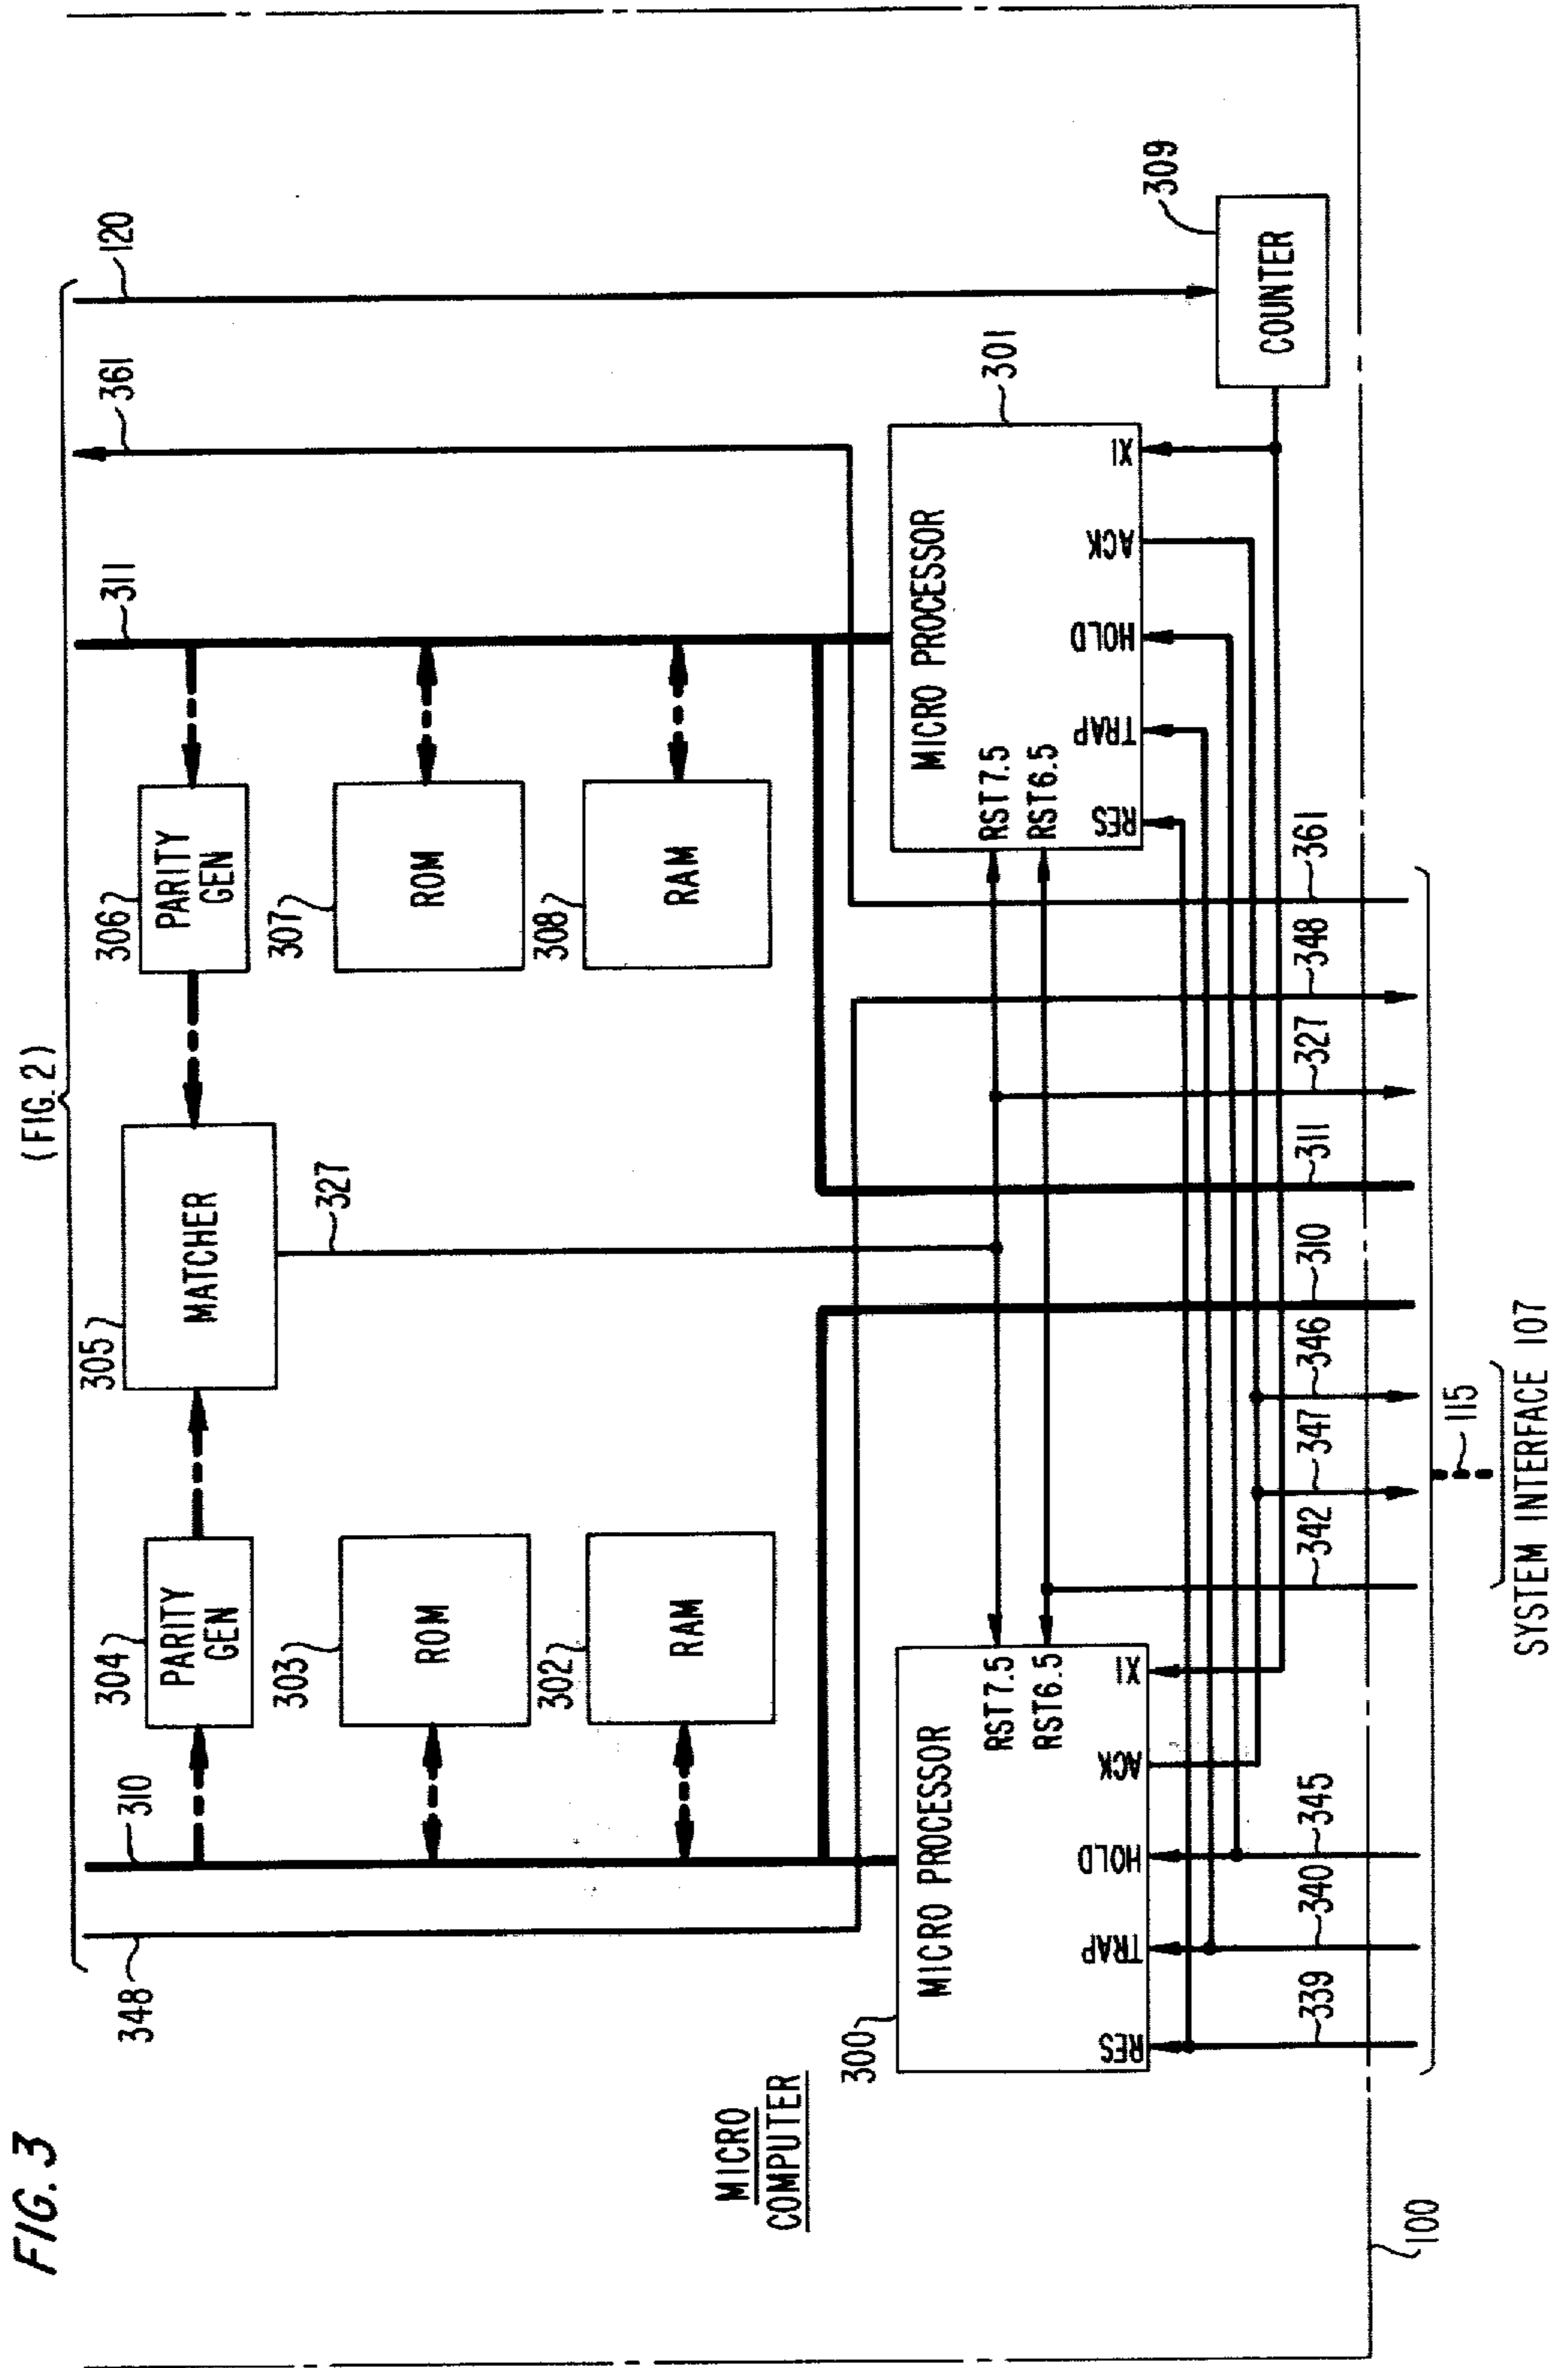 FIG. 3
(FIG. 2)
348
310
311
361
120
304
PARITY
GEN
305
MATCHER
306
PARITY
GEN
303
ROM
327
307
ROM
302
RAM
308
RAM
MICRO
COMPUTER
300
MICRO PROCESSOR
RST7.5
RST6.5
RES
TRAP
HOLD
ACK
X1
301
MICRO PROCESSOR
RST7.5
RST6.5
RES
TRAP
HOLD
ACK
X1
309
COUNTER
339
340
345
342
347
346
310
311
327
348
361
100
115
SYSTEM INTERFACE 107